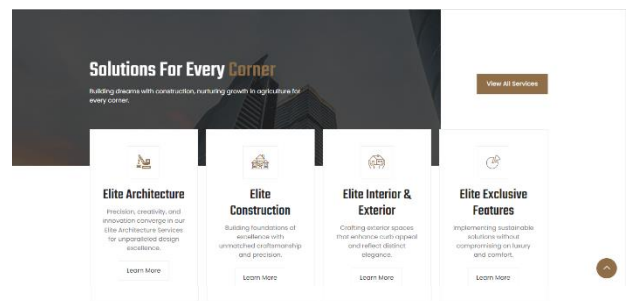 Solutions For Every Corner
Building dreams with construction, nurturing growth in agriculture for
every corner.
View All Services
Elite Architecture
Precision, creativity, and
innovation converge in our
Elite Architecture Services
for unparalleled design
excellence.
Learn More
Elite
Construction
Building foundations of
excellence with
unmatched craftsmanship
and precision.
Learn More
Elite Interior &
Exterior
Crafting exterior spaces
that enhance curb appeal
and reflect distinct
elegance.
Learn More
Elite Exclusive
Features
Implementing sustainable
solutions without
compromising on luxury
and comfort.
Learn More